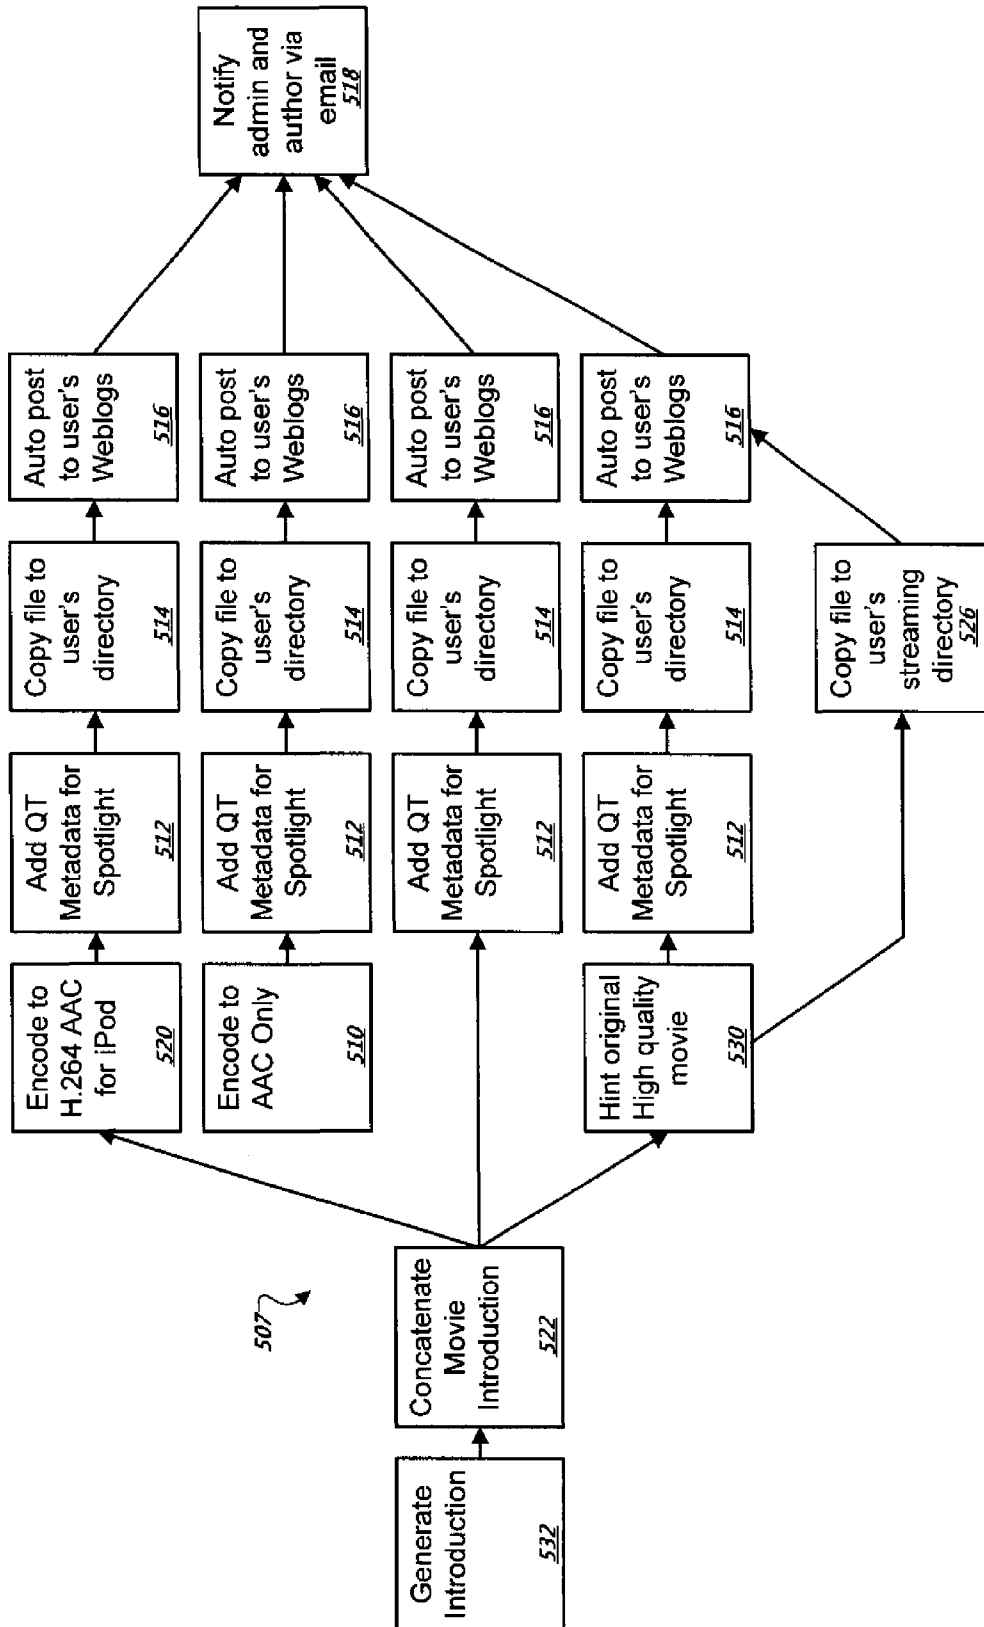 Generate
Introduction
532
Concatenate
Movie
Introduction
522
507
Encode to
H.264 AAC
for iPod
520
Add QT
Metadata for
Spotlight
512
Copy file to
user's
directory
514
Auto post
to user's
Weblogs
516
Encode to
AAC Only
510
Add QT
Metadata for
Spotlight
512
Copy file to
user's
directory
514
Auto post
to user's
Weblogs
516
Add QT
Metadata for
Spotlight
512
Copy file to
user's
directory
514
Auto post
to user's
Weblogs
516
Hint original
High quality
movie
530
Add QT
Metadata for
Spotlight
512
Copy file to
user's
directory
514
Auto post
to user's
Weblogs
516
Copy file to
user's
streaming
directory
526
Notify
admin and
author via
email
518